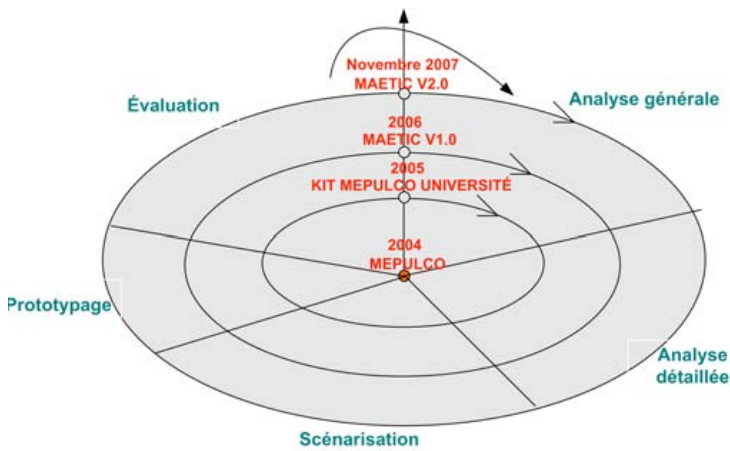 Novembre 2007
MAETIC V2.0
Évaluation
Analyse générale
2006
MAETIC V1.0
2005
KIT MEPULCO UNIVERSITÉ
2004
MEPULCO
Prototypage
Analyse
détaillée
Scénarisation